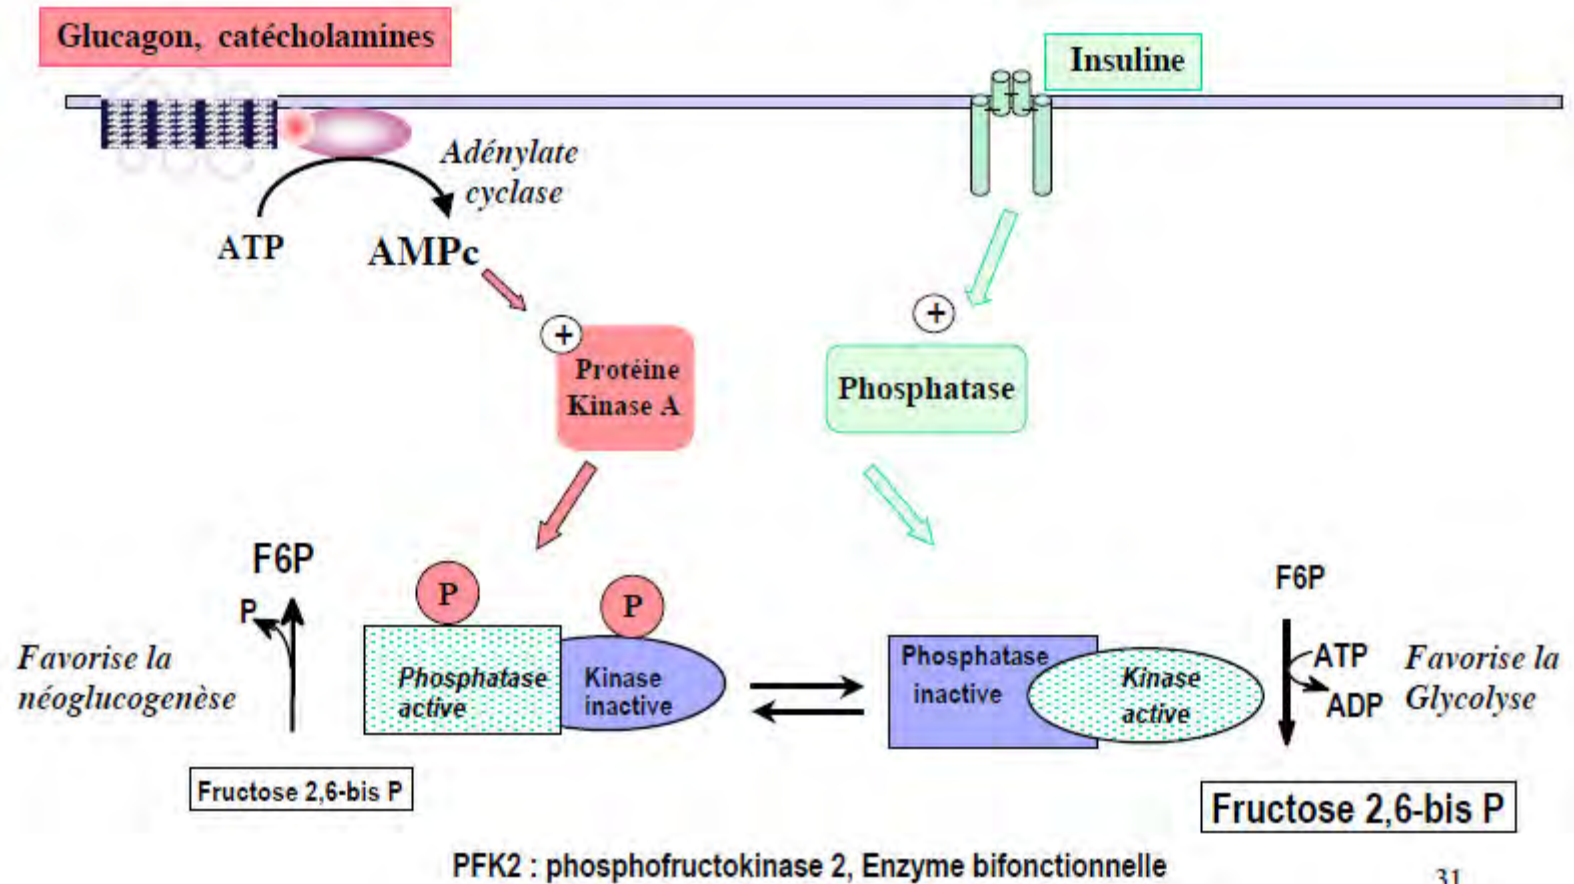 Glucagon, catécholamines
Insuline
Adénylate
cyclase
ATP
AMPc
+
+
Protéine
Kinase A
Phosphatase
F6P
P
P
P
Favorise la
néoglucogenèse
Phosphatase
active
Kinase
inactive
Fructose 2,6-bis P
Phosphatase
inactive
Kinase
active
F6P
ATP
ADP
Favorise la
Glycolyse
Fructose 2,6-bis P
PFK2 : phosphofructokinase 2, Enzyme bifonctionnelle
31